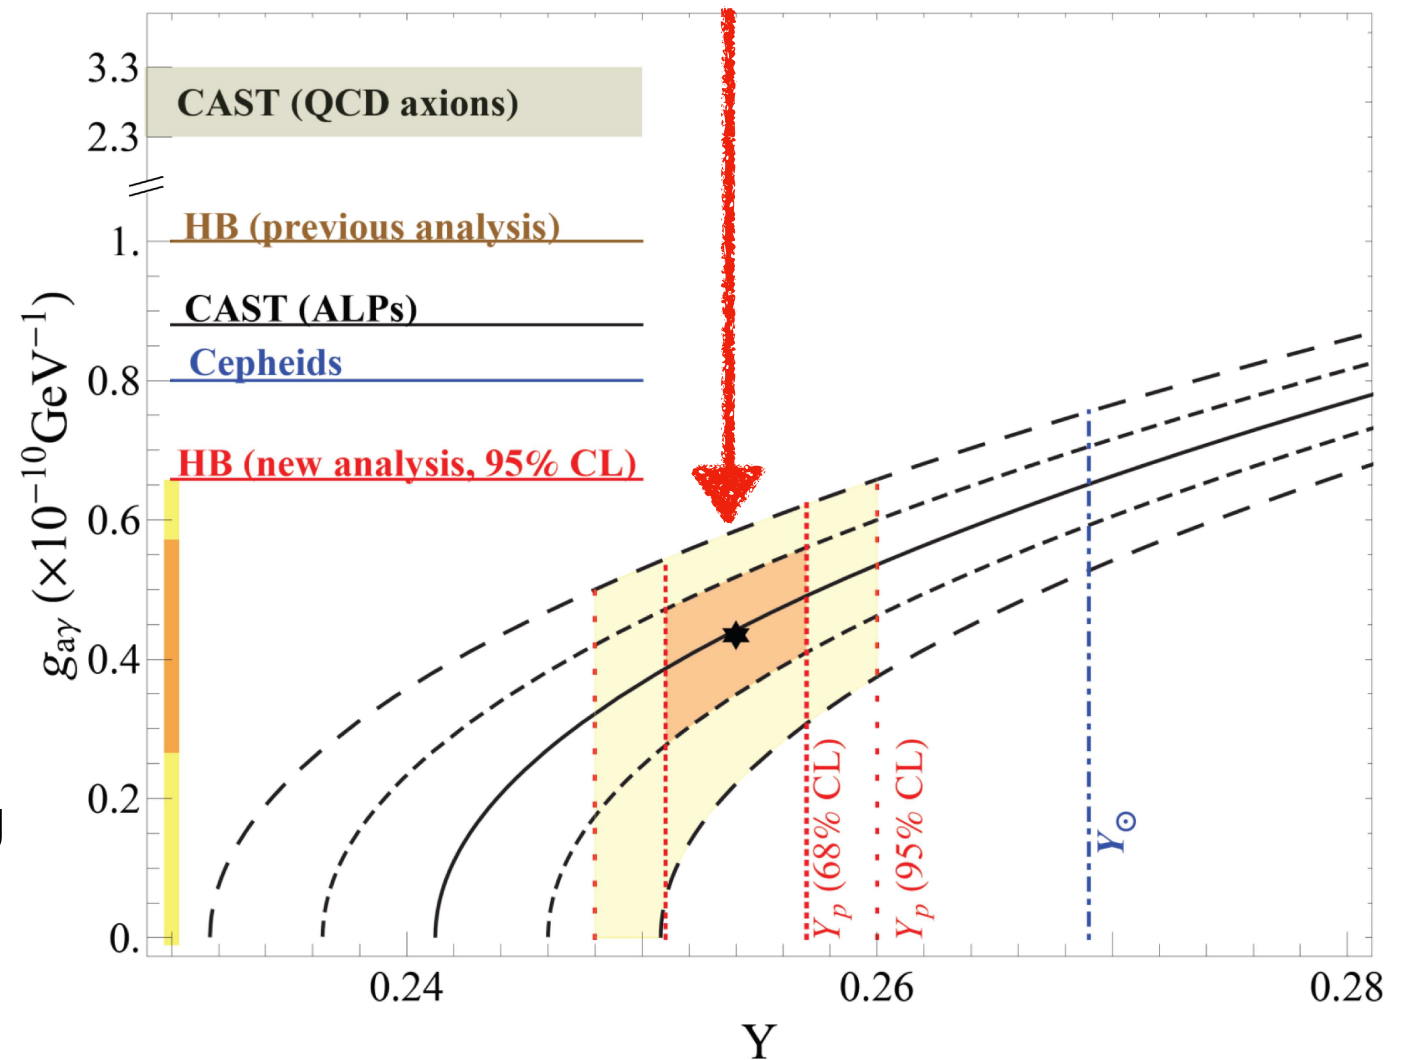 3.3
CAST (QCD axions)
2.3
HB (previous analysis)
1.
CAST (ALPs)
Cepheids
0.8
HB (new analysis, 95% CL)
0.6
0.4
0.2
0.
gₐᵧ (×10⁻¹⁰GeV⁻¹)
Yₚ (68% CL)
Yₚ (95% CL)
Y☉
0.24
0.26
0.28
Y